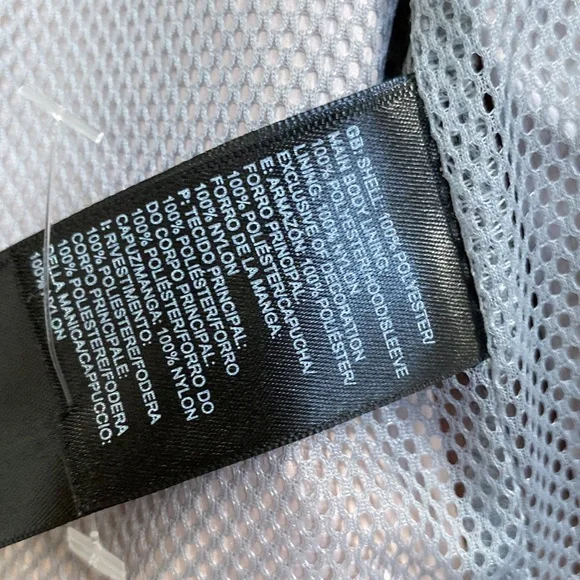 GB: SHELL: 100% POLYESTER/
MAIN BODY LINING:
100% POLYESTER/HOOD/SLEEVE
LINING: 100% NYLON
EXCLUSIVE OF DECORATION
E: ARMAZÓN: 100% POLIÉSTER/
FORRO PRINCIPAL:
100% POLIESTER/CAPUCHA/
FORRO DE LA MANGA:
100% NYLON
P: TECIDO PRINCIPAL:
100% POLIÉSTER/FORRO
DO CORPO PRINCIPAL:
100% POLIÉSTER/FORRO DO
CAPUZ/MANGA: 100% NYLON
I: RIVESTIMENTO:
100% POLIESTERE/FODERA
CORPO PRINCIPALE:
100% POLIESTERE/FODERA
DELLA MANICA/CAPPUCCIO:
100% NYLON